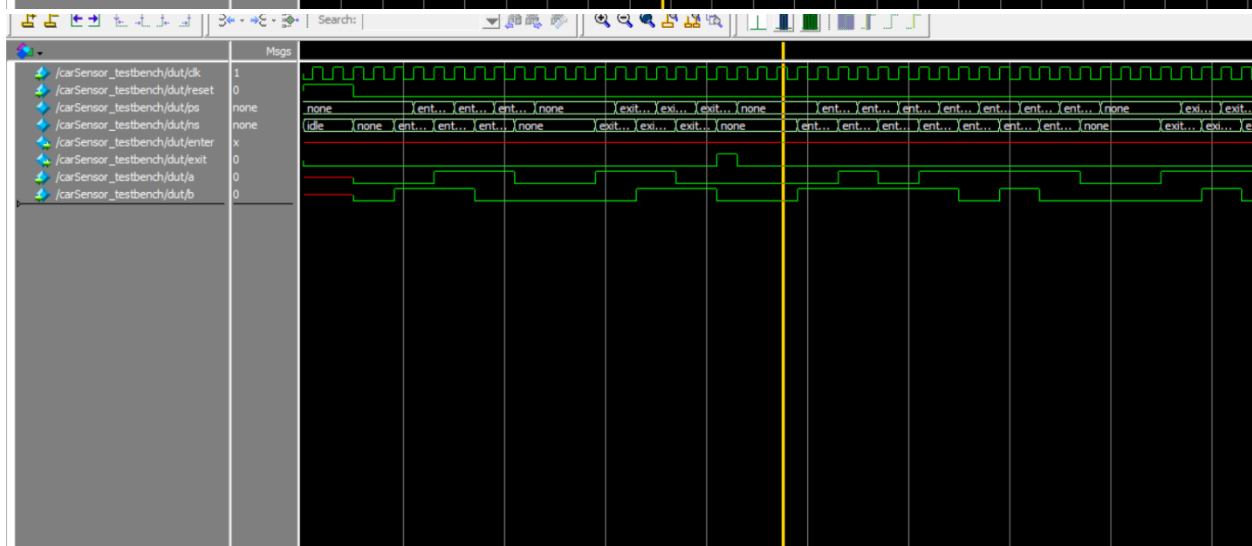 Search:
Msgs
/carSensor_testbench/dut/clk 1
/carSensor_testbench/dut/reset 0
/carSensor_testbench/dut/ps none none ent... ent... ent... none exit... exi... exit... none ent... ent... ent... ent... ent... ent... ent... none exi... exit...
/carSensor_testbench/dut/ns none idle none ent... ent... ent... none exit... exi... exit... none ent... ent... ent... ent... ent... ent... ent... none exit... exi... e
/carSensor_testbench/dut/enter x
/carSensor_testbench/dut/exit 0
/carSensor_testbench/dut/a 0
/carSensor_testbench/dut/b 0